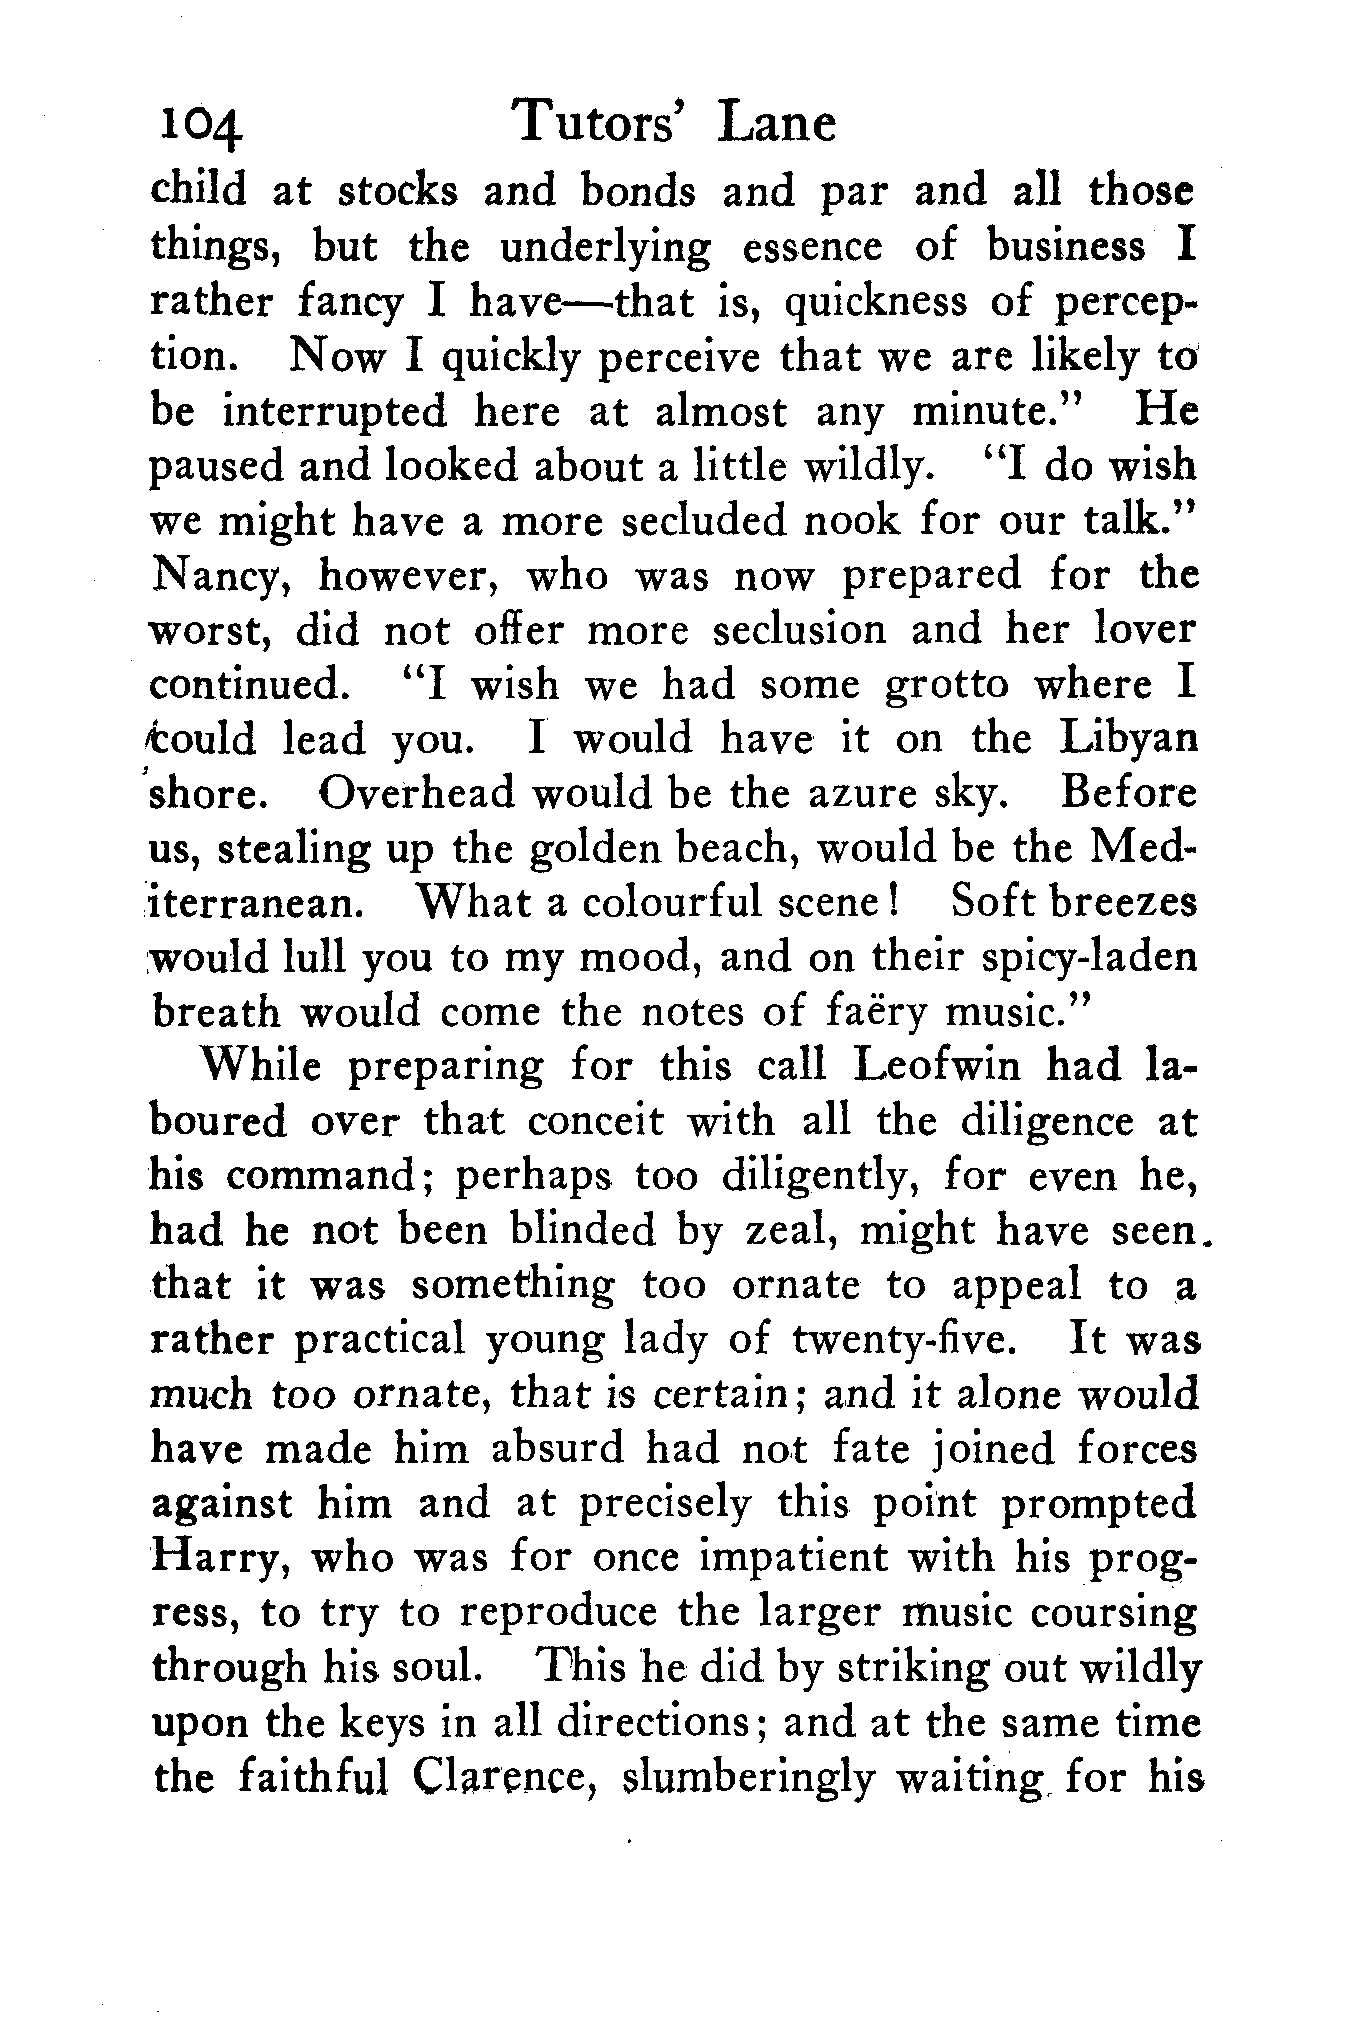 104 Tutors' Lane
child at stocks and bonds and par and all those
things, but the underlying essence of business I
rather fancy I have—that is, quickness of percep-
tion. Now I quickly perceive that we are likely to
be interrupted here at almost any minute." He
paused and looked about a little wildly. "I do wish
we might have a more secluded nook for our talk."
Nancy, however, who was now prepared for the
worst, did not offer more seclusion and her lover
continued. "I wish we had some grotto where I
could lead you. I would have it on the Libyan
shore. Overhead would be the azure sky. Before
us, stealing up the golden beach, would be the Med-
iterranean. What a colourful scene! Soft breezes
would lull you to my mood, and on their spicy-laden
breath would come the notes of faëry music."
While preparing for this call Leofwin had la-
boured over that conceit with all the diligence at
his command; perhaps too diligently, for even he,
had he not been blinded by zeal, might have seen.
that it was something too ornate to appeal to a
rather practical young lady of twenty-five. It was
much too ornate, that is certain; and it alone would
have made him absurd had not fate joined forces
against him and at precisely this point prompted
Harry, who was for once impatient with his prog-
ress, to try to reproduce the larger music coursing
through his soul. This he did by striking out wildly
upon the keys in all directions; and at the same time
the faithful Clarence, slumberingly waiting for his